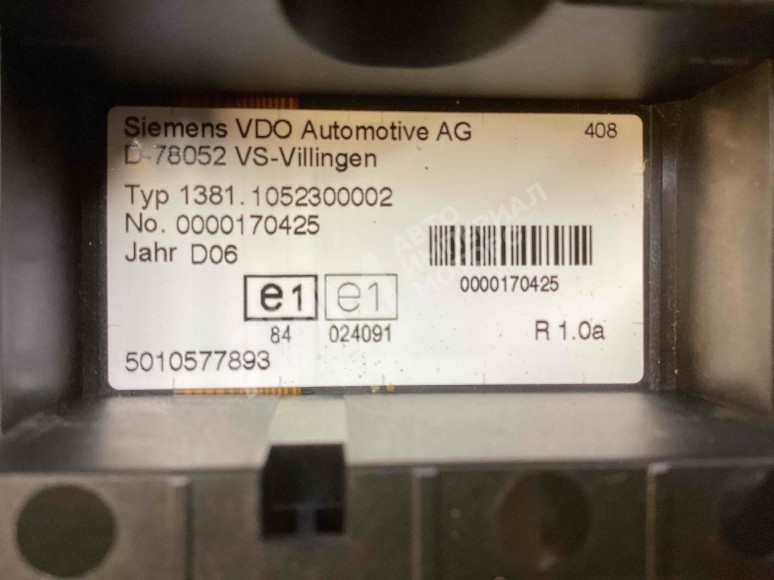 Siemens VDO Automotive AG
408
D-78052 VS-Villingen
Typ 1381.1052300002
No. 0000170425
Jahr D06
0000170425
e1 e1
84 024091
R 1.0a
5010577893
АВТО